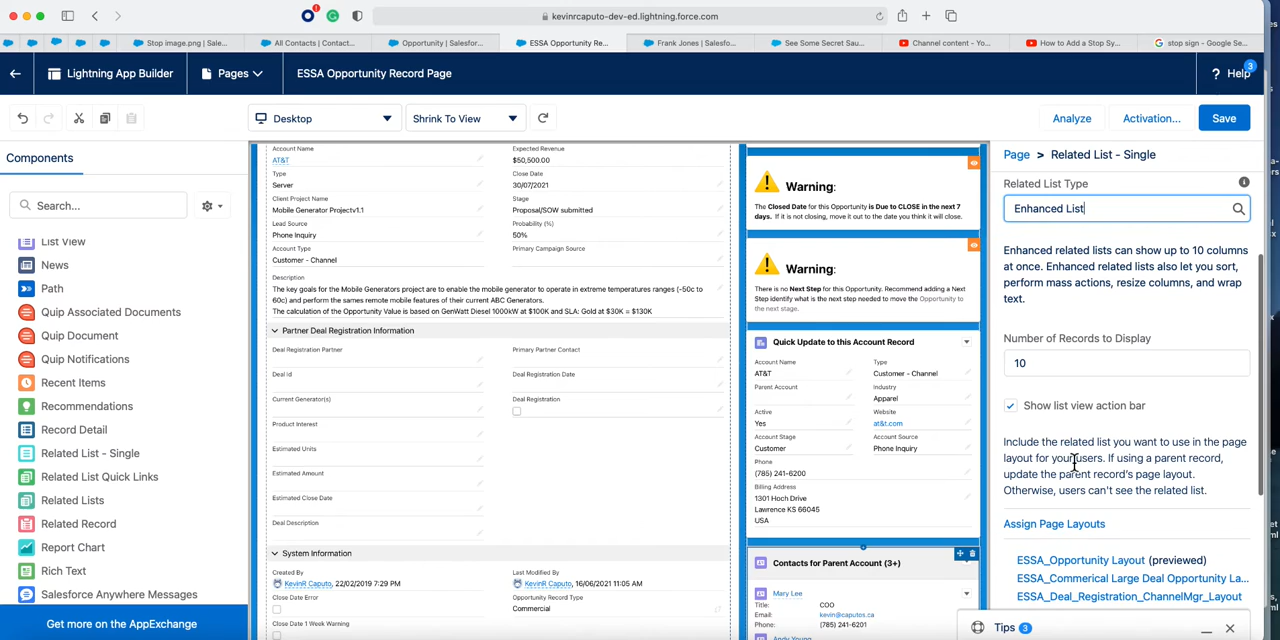 kevinrcaputo-dev-ed.lightning.force.com
Stop image.png | Sale...
All Contacts | Contact...
Opportunity | Salesfor...
ESSA Opportunity Re...
Frank Jones | Salesfo...
See Some Secret Sau...
Channel content - Yo...
How to Add a Stop Sy...
stop sign - Google Se...
Lightning App Builder
Pages
ESSA Opportunity Record Page
? Help
3
Desktop
Shrink To View
Analyze
Activation...
Save
Components
Search...
List View
News
Path
Quip Associated Documents
Quip Document
Quip Notifications
Recent Items
Recommendations
Record Detail
Related List - Single
Related List Quick Links
Related Lists
Related Record
Report Chart
Rich Text
Salesforce Anywhere Messages
Get more on the AppExchange
Account Name
AT&T
Expected Revenue
$50,500.00
Type
Server
Close Date
30/07/2021
Client Project Name
Mobile Generator Projectv1.1
Stage
Proposal/SOW submitted
Lead Source
Phone Inquiry
Probability (%)
50%
Account Type
Customer - Channel
Primary Campaign Source
Description
The key goals for the Mobile Generators project are to enable the mobile generator to operate in extreme temperatures ranges (-50c to
60c) and perform the sames remote mobile features of their current ABC Generators.
The calculation of the Opportunity Value is based on GenWatt Diesel 1000kW at $100K and SLA: Gold at $30K = $130K
Partner Deal Registration Information
Deal Registration Partner
Primary Partner Contact
Deal Id
Deal Registration Date
Current Generator(s)
Deal Registration
Product Interest
Estimated Units
Estimated Amount
Estimated Close Date
Deal Description
System Information
Created By
KevinR Caputo, 22/02/2019 7:29 PM
Last Modified By
KevinR Caputo, 16/06/2021 11:05 AM
Close Date Error
Opportunity Record Type
Commercial
Close Date 1 Week Warning
Warning:
The Closed Date for this Opportunity is Due to CLOSE in the next 7
days. If it is not closing, move it out to the date you think it will close.
Warning:
There is no Next Step for this Opportunity. Recommend adding a Next
Step identify what is the next step needed to move the Opportunity to
the next stage.
Quick Update to this Account Record
Account Name
AT&T
Type
Customer - Channel
Parent Account
Industry
Apparel
Active
Yes
Website
at&t.com
Account Stage
Customer
Account Source
Phone Inquiry
Phone
(785) 241-6200
Billing Address
1301 Hoch Drive
Lawrence KS 66045
USA
Contacts for Parent Account (3+)
Mary Lee
Title: COO
Email: kevin@caputos.ca
Phone: (785) 241-6201
Andy Young
Page > Related List - Single
Related List Type
Enhanced List
Enhanced related lists can show up to 10 columns
at once. Enhanced related lists also let you sort,
perform mass actions, resize columns, and wrap
text.
Number of Records to Display
10
Show list view action bar
Include the related list you want to use in the page
layout for your users. If using a parent record,
update the parent record's page layout.
Otherwise, users can't see the related list.
Assign Page Layouts
ESSA_Opportunity Layout (previewed)
ESSA_Commerical Large Deal Opportunity La...
ESSA_Deal_Registration_ChannelMgr_Layout
Tips 3